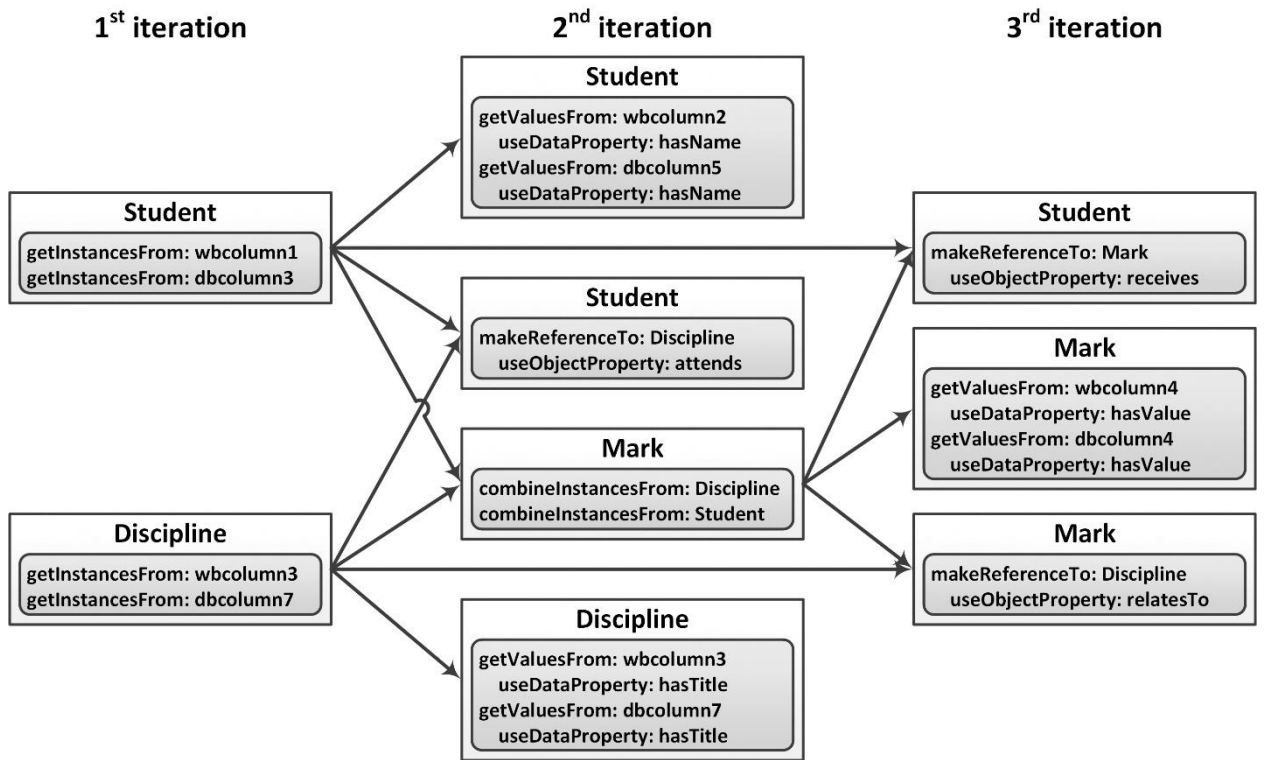 1st iteration
Student
getInstancesFrom: wbcolumn1
getInstancesFrom: dbcolumn3
Discipline
getInstancesFrom: wbcolumn3
getInstancesFrom: dbcolumn7
2nd iteration
Student
getValuesFrom: wbcolumn2
useDataProperty: hasName
getValuesFrom: dbcolumn5
useDataProperty: hasName
Student
makeReferenceTo: Discipline
useObjectProperty: attends
Mark
combineInstancesFrom: Discipline
combineInstancesFrom: Student
Discipline
getValuesFrom: wbcolumn3
useDataProperty: hasTitle
getValuesFrom: dbcolumn7
useDataProperty: hasTitle
3rd iteration
Student
makeReferenceTo: Mark
useObjectProperty: receives
Mark
getValuesFrom: wbcolumn4
useDataProperty: hasValue
getValuesFrom: dbcolumn4
useDataProperty: hasValue
Mark
makeReferenceTo: Discipline
useObjectProperty: relatesTo